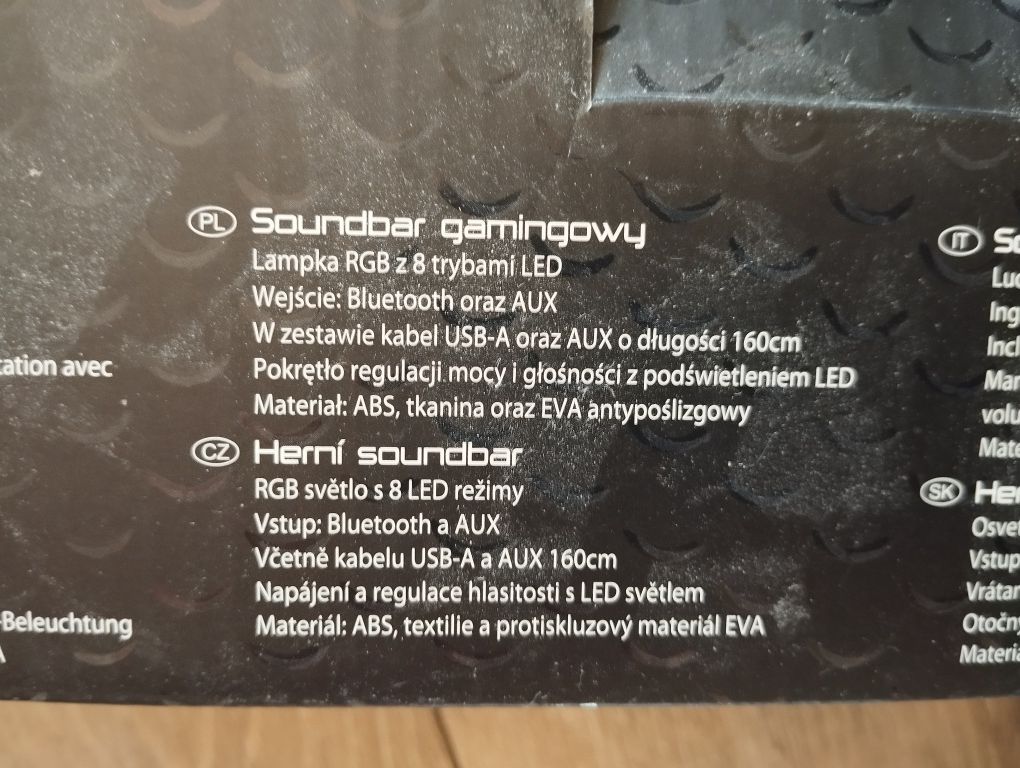 PL Soundbar gamingowy
Lampka RGB z 8 trybami LED
Wejście: Bluetooth oraz AUX
W zestawie kabel USB-A oraz AUX o długości 160cm
Pokrętło regulacji mocy i głośności z podświetleniem LED
Materiał: ABS, tkanina oraz EVA antypoślizgowy
CZ Herní soundbar
RGB světlo s 8 LED režimy
Vstup: Bluetooth a AUX
Včetně kabelu USB-A a AUX 160cm
Napájení a regulace hlasitosti s LED světlem
Materiál: ABS, textilie a protiskluzový materiál EVA
avec
-Beleuchtung
IT
SK
Vstup